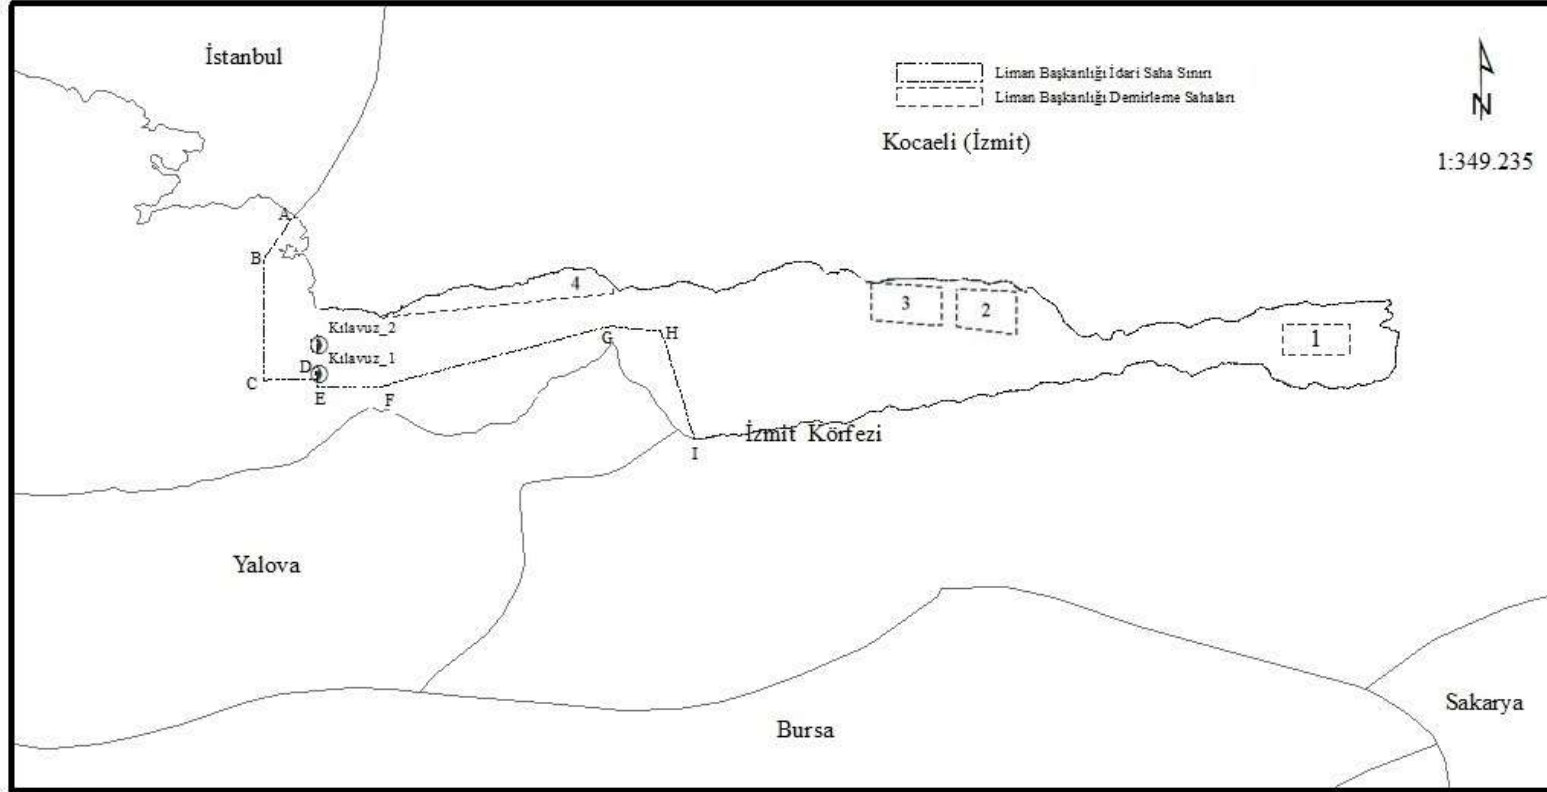 İstanbul
Liman Başkanlığı İdari Saha Sınırı
Liman Başkanlığı Demirleme Sahaları
N
Kocaeli (İzmit)
1:349.235
A
B
4
3
2
1
Kılavuz_2
G
H
Kılavuz_1
D
C
E
F
İzmit Körfezi
I
Yalova
Sakarya
Bursa